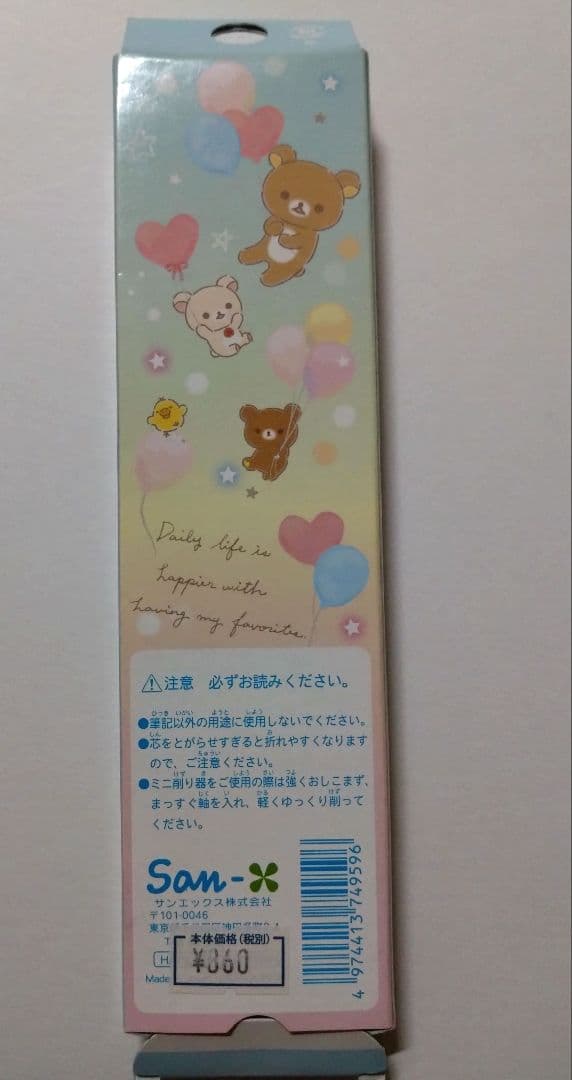 Daily life is
happier with
having my favorites.
⚠注意 必ずお読みください。
●筆記以外の用途に使用しないでください。
●芯をとがらせすぎると折れやすくなります
ので、ご注意ください。
●ミニ削り器をご使用の際は強くおしこまず、
まっすぐ軸を入れ、軽くゆっくり削って
ください。
San-X
サンエックス株式会社
〒101-0046
東京
本体価格(税別)
¥860
H
Made
4974413749596